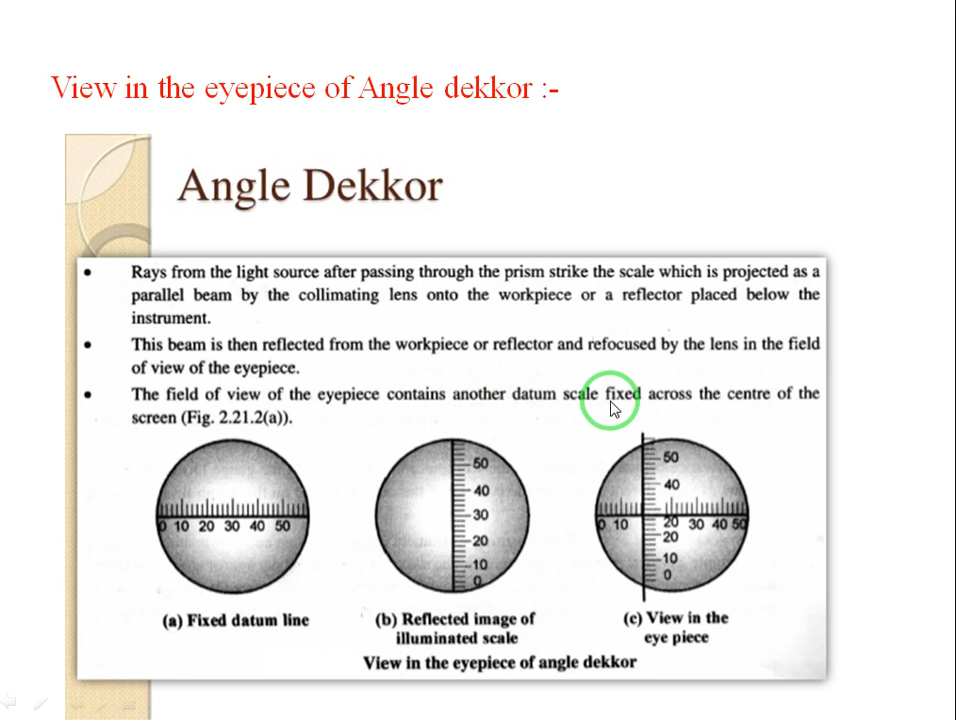 View in the eyepiece of Angle dekkor :-
Angle Dekkor
• Rays from the light source after passing through the prism strike the scale which is projected as a
parallel beam by the collimating lens onto the workpiece or a reflector placed below the
instrument.
• This beam is then reflected from the workpiece or reflector and refocused by the lens in the field
of view of the eyepiece.
• The field of view of the eyepiece contains another datum scale fixed across the centre of the
screen (Fig. 2.21.2(a)).
0 10 20 30 40 50
50
40
30
20
10
0
50
40
0 10 20 30 40 50
20
10
0
(a) Fixed datum line
(b) Reflected image of
illuminated scale
(c) View in the
eye piece
View in the eyepiece of angle dekkor